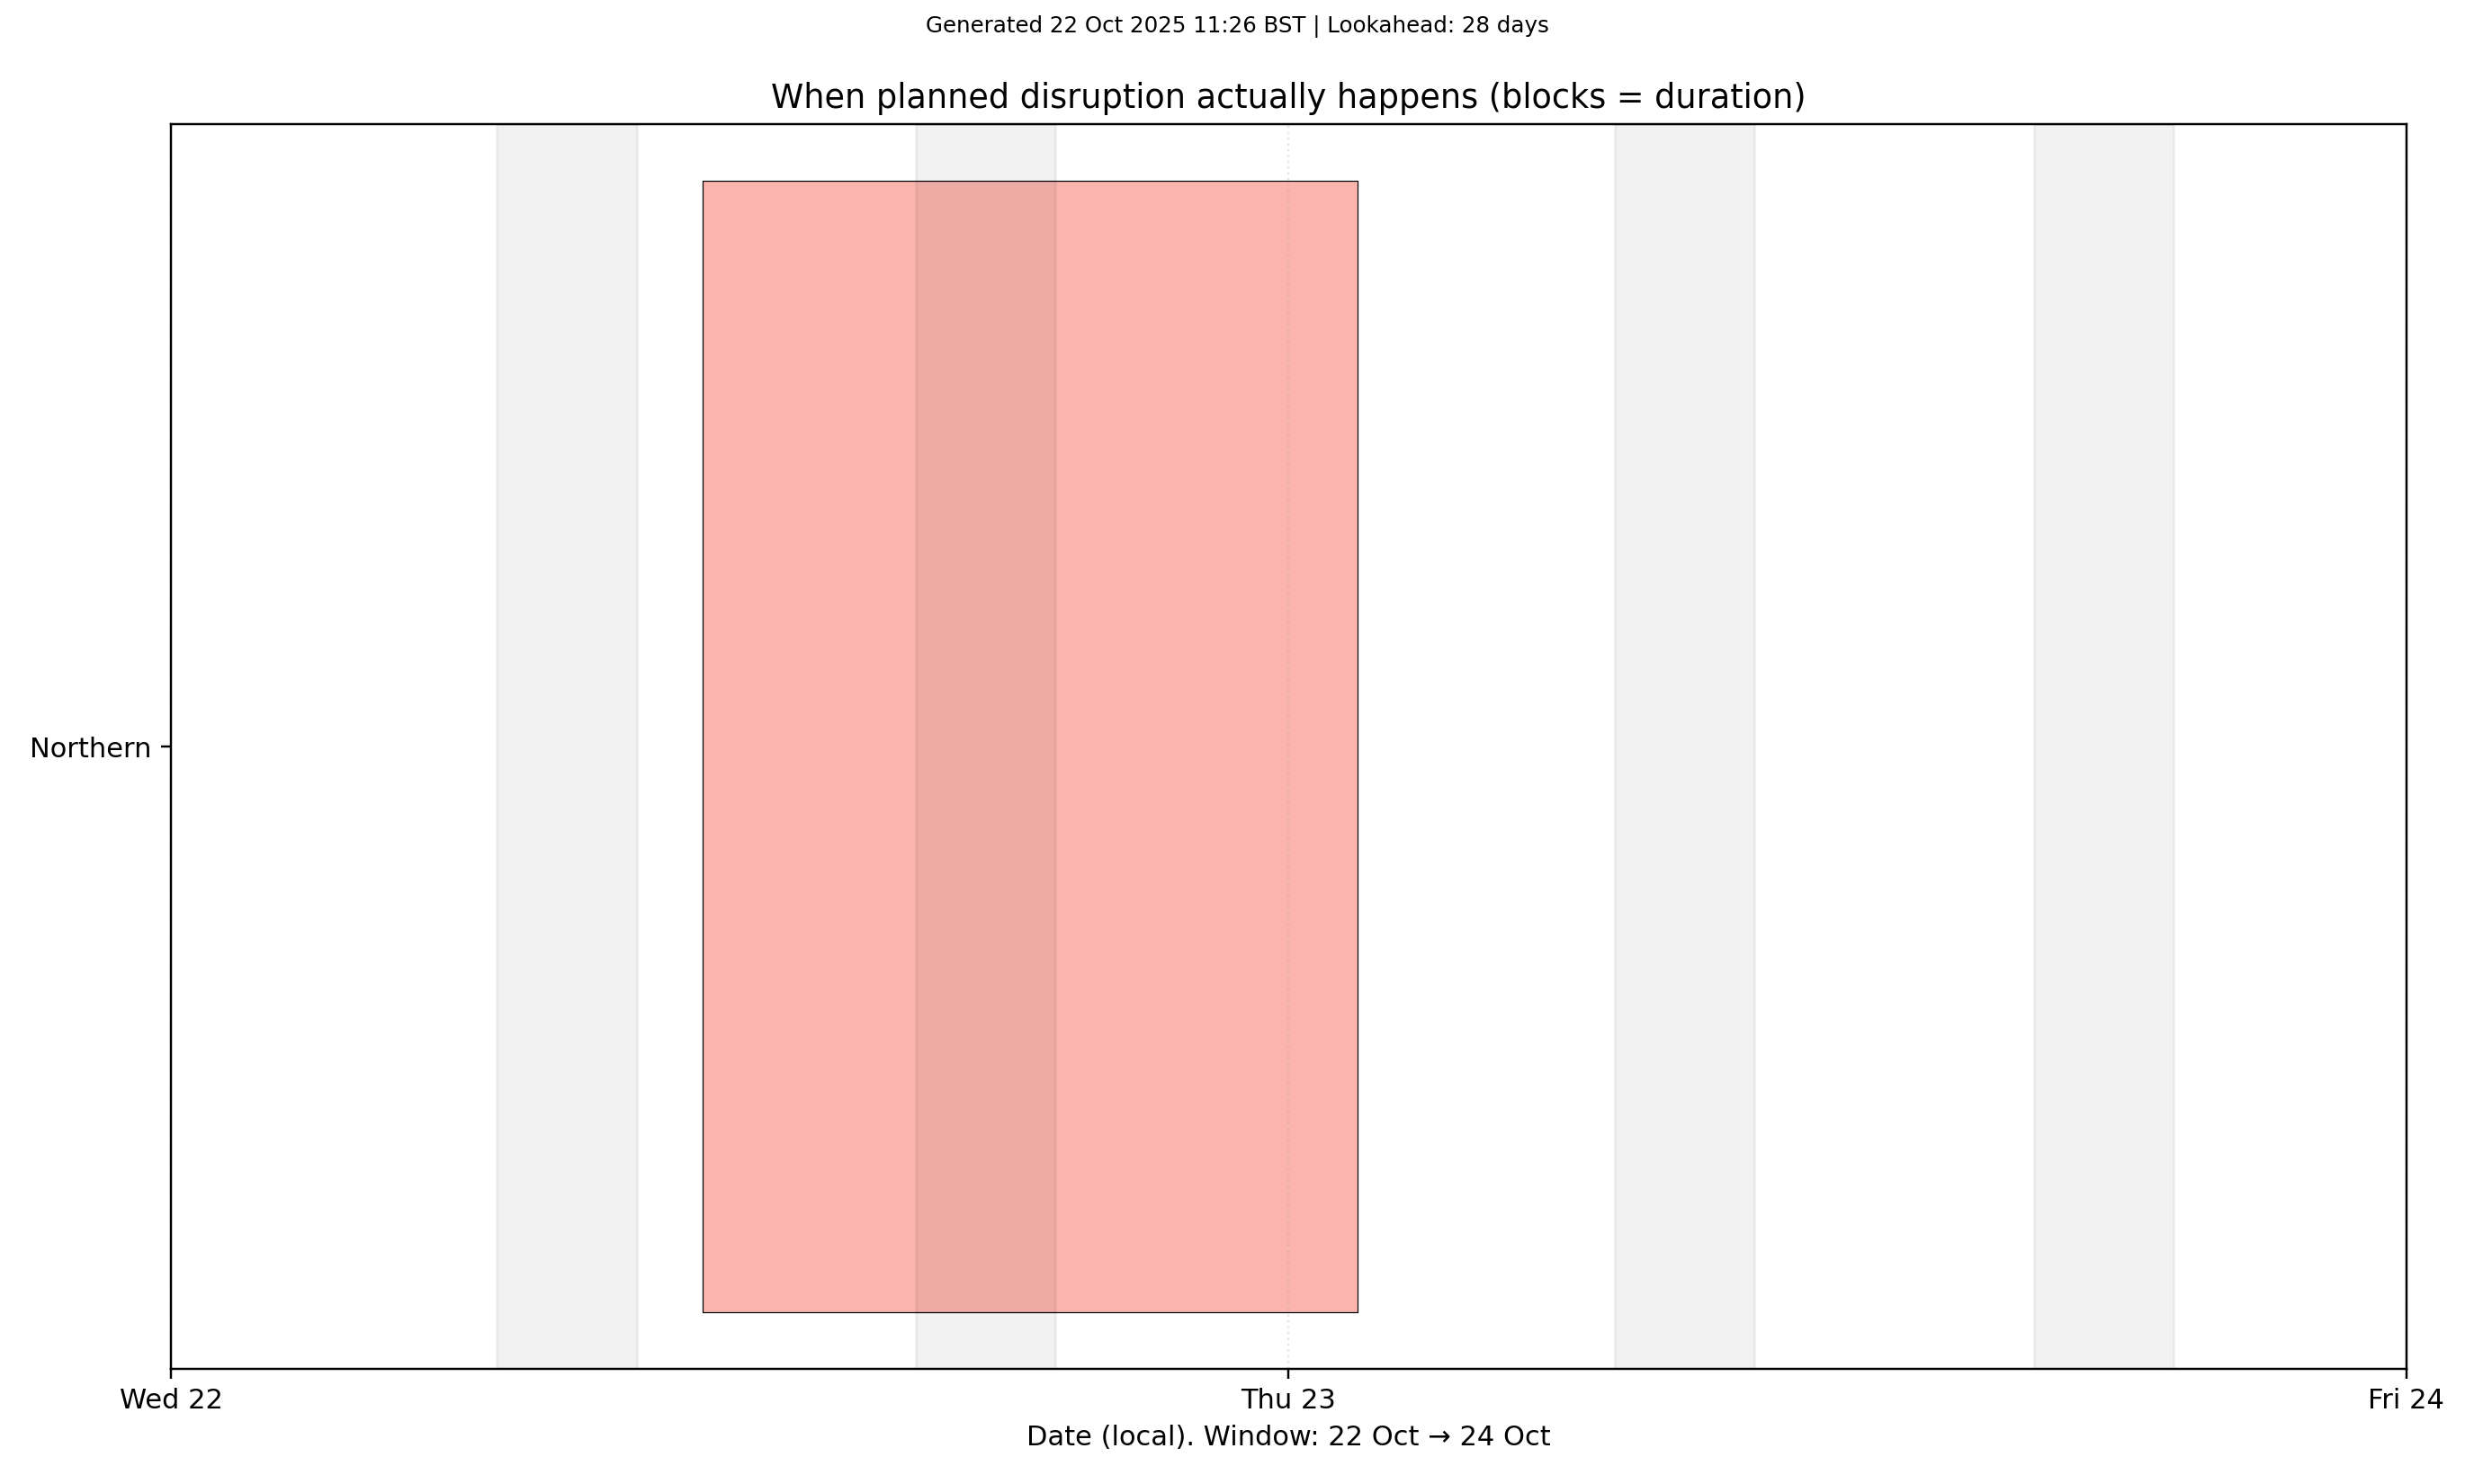 Generated 22 Oct 2025 11:26 BST | Lookahead: 28 days
When planned disruption actually happens (blocks = duration)
Northern
Wed 22
Thu 23
Fri 24
Date (local). Window: 22 Oct → 24 Oct